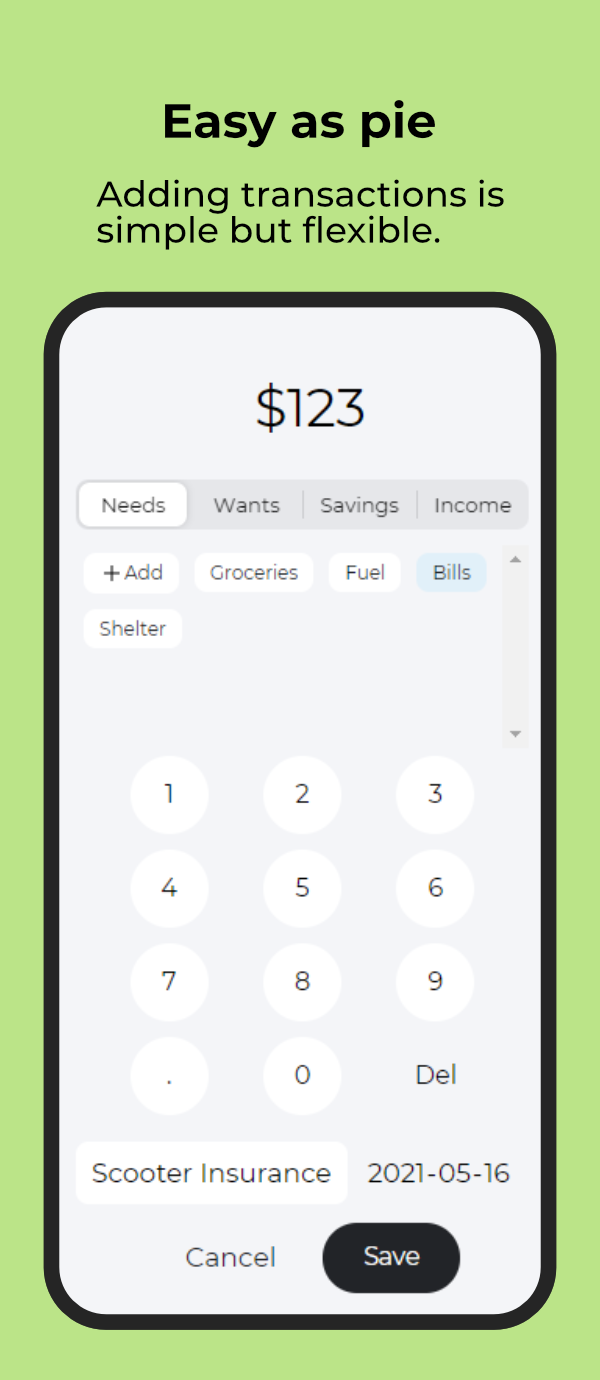 Easy as pie
Adding transactions is
simple but flexible.
$123
Needs Wants Savings Income
+ Add Groceries Fuel Bills
Shelter
1 2 3
4 5 6
7 8 9
. 0 Del
Scooter Insurance 2021-05-16
Cancel Save